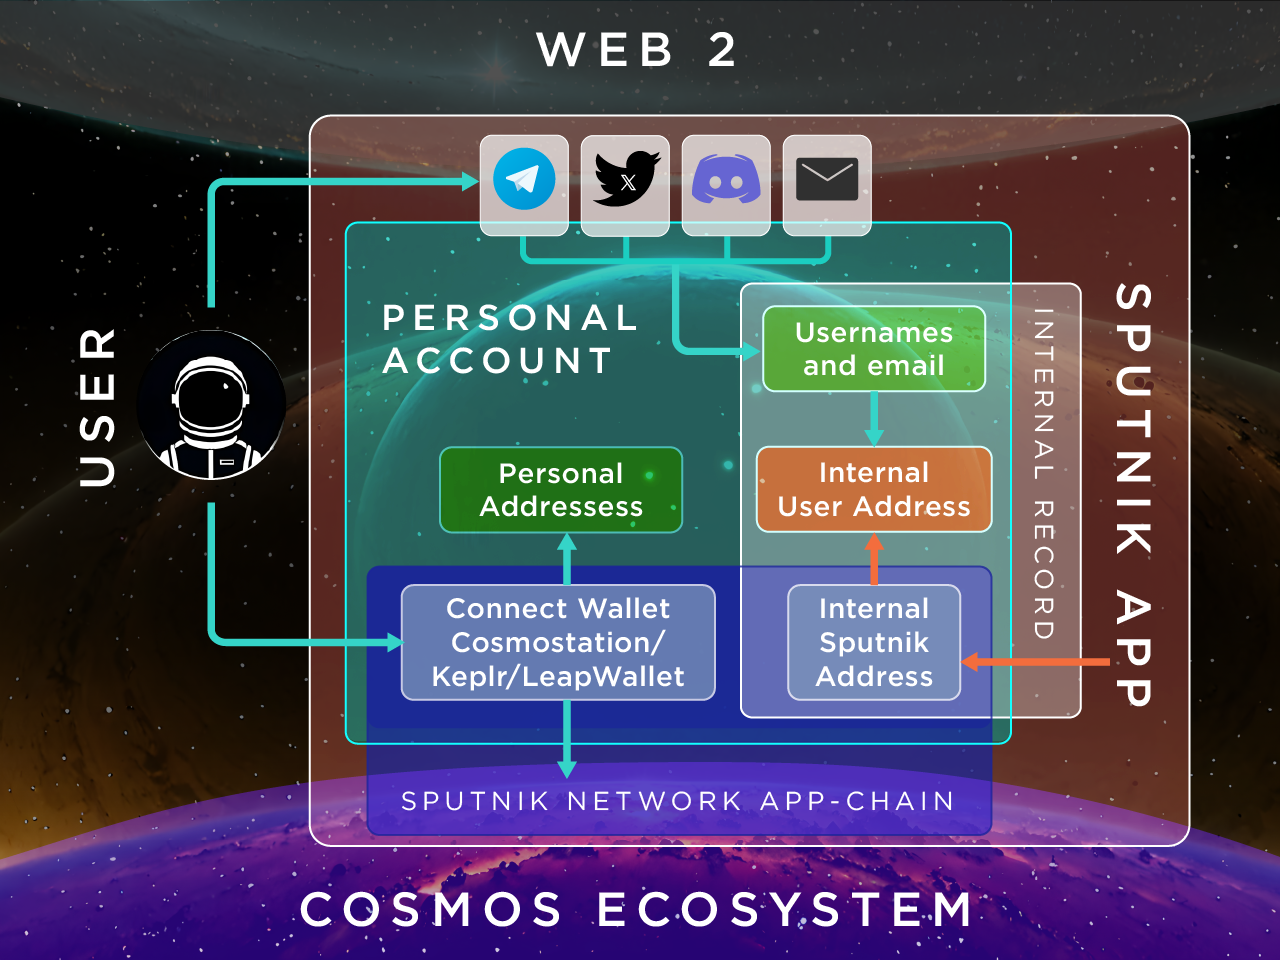 WEB 2
X
PERSONAL
ACCOUNT
Usernames
and email
INTERNAL RECORD
SPUTNIK APP
USER
Personal
Addressess
Internal
User Address
Connect Wallet
Cosmostation/
Keplr/LeapWallet
Internal
Sputnik
Address
SPUTNIK NETWORK APP-CHAIN
COSMOS ECOSYSTEM